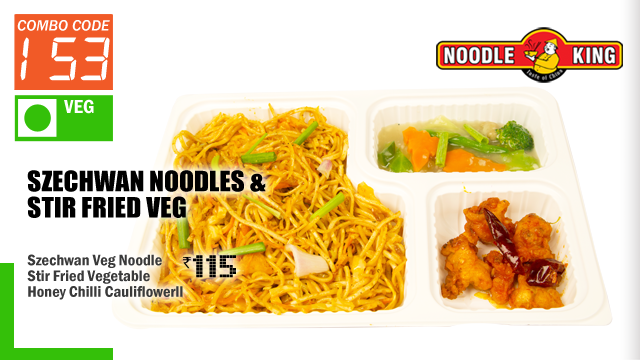 COMBO CODE
153
VEG
NOODLE KING
Taste of China
SZECHWAN NOODLES &
STIR FRIED VEG
Szechwan Veg Noodle
Stir Fried Vegetable
Honey Chilli Cauliflowerll
₹115